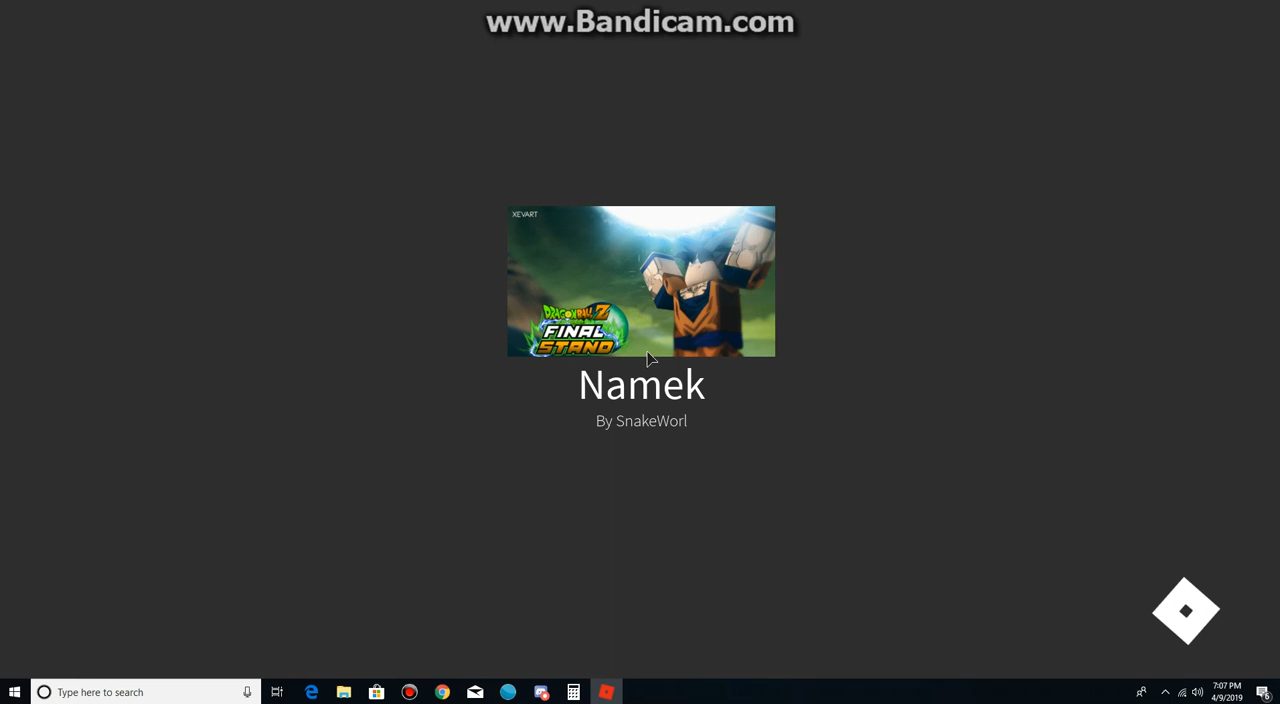 www.Bandicam.com
XEVART
DRAGON BALL Z
FINAL
STAND
Namek
By SnakeWorl
Type here to search
7:07 PM
4/9/2019
6